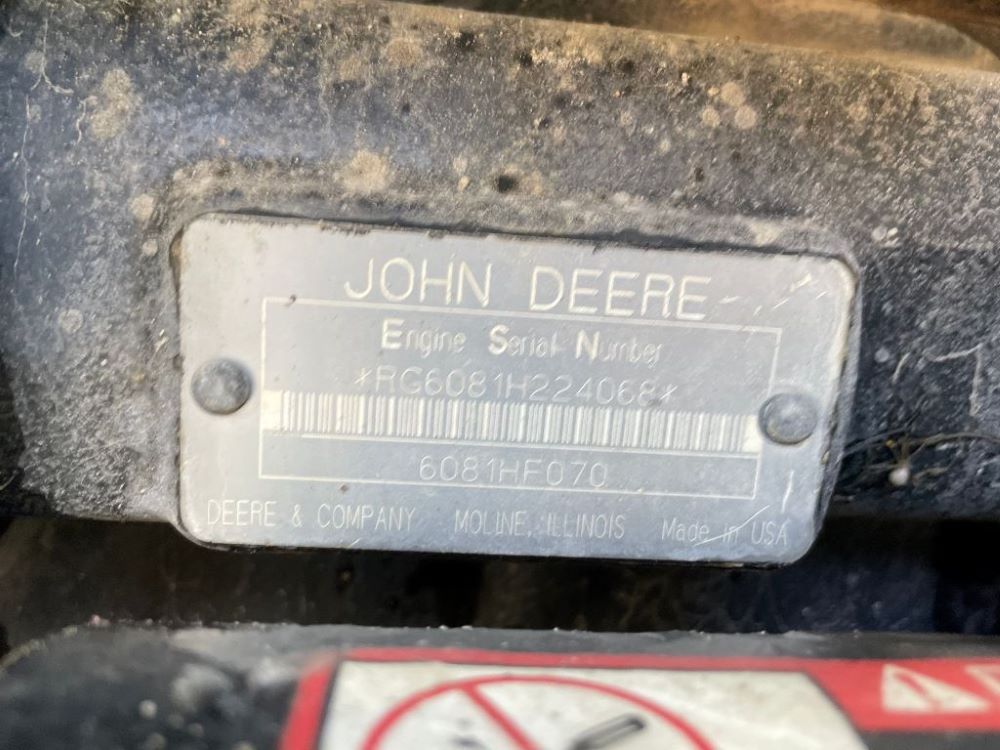 JOHN DEERE
Engine Serial Number
*RG6081H224068*
6081HF070
DEERE & COMPANY MOLINE, ILLINOIS Made in USA